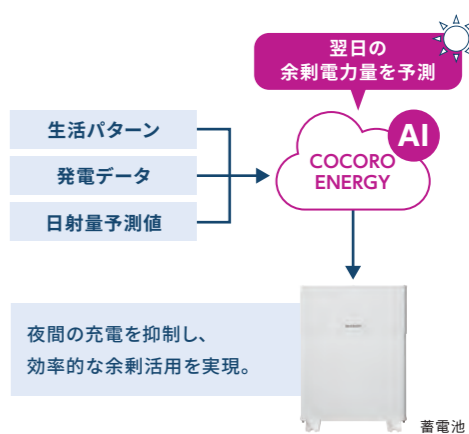 翌日の
余剰電力量を予測
AI
COCORO
ENERGY
生活パターン
発電データ
日射量予測値
夜間の充電を抑制し、
効率的な余剰活用を実現。
蓄電池